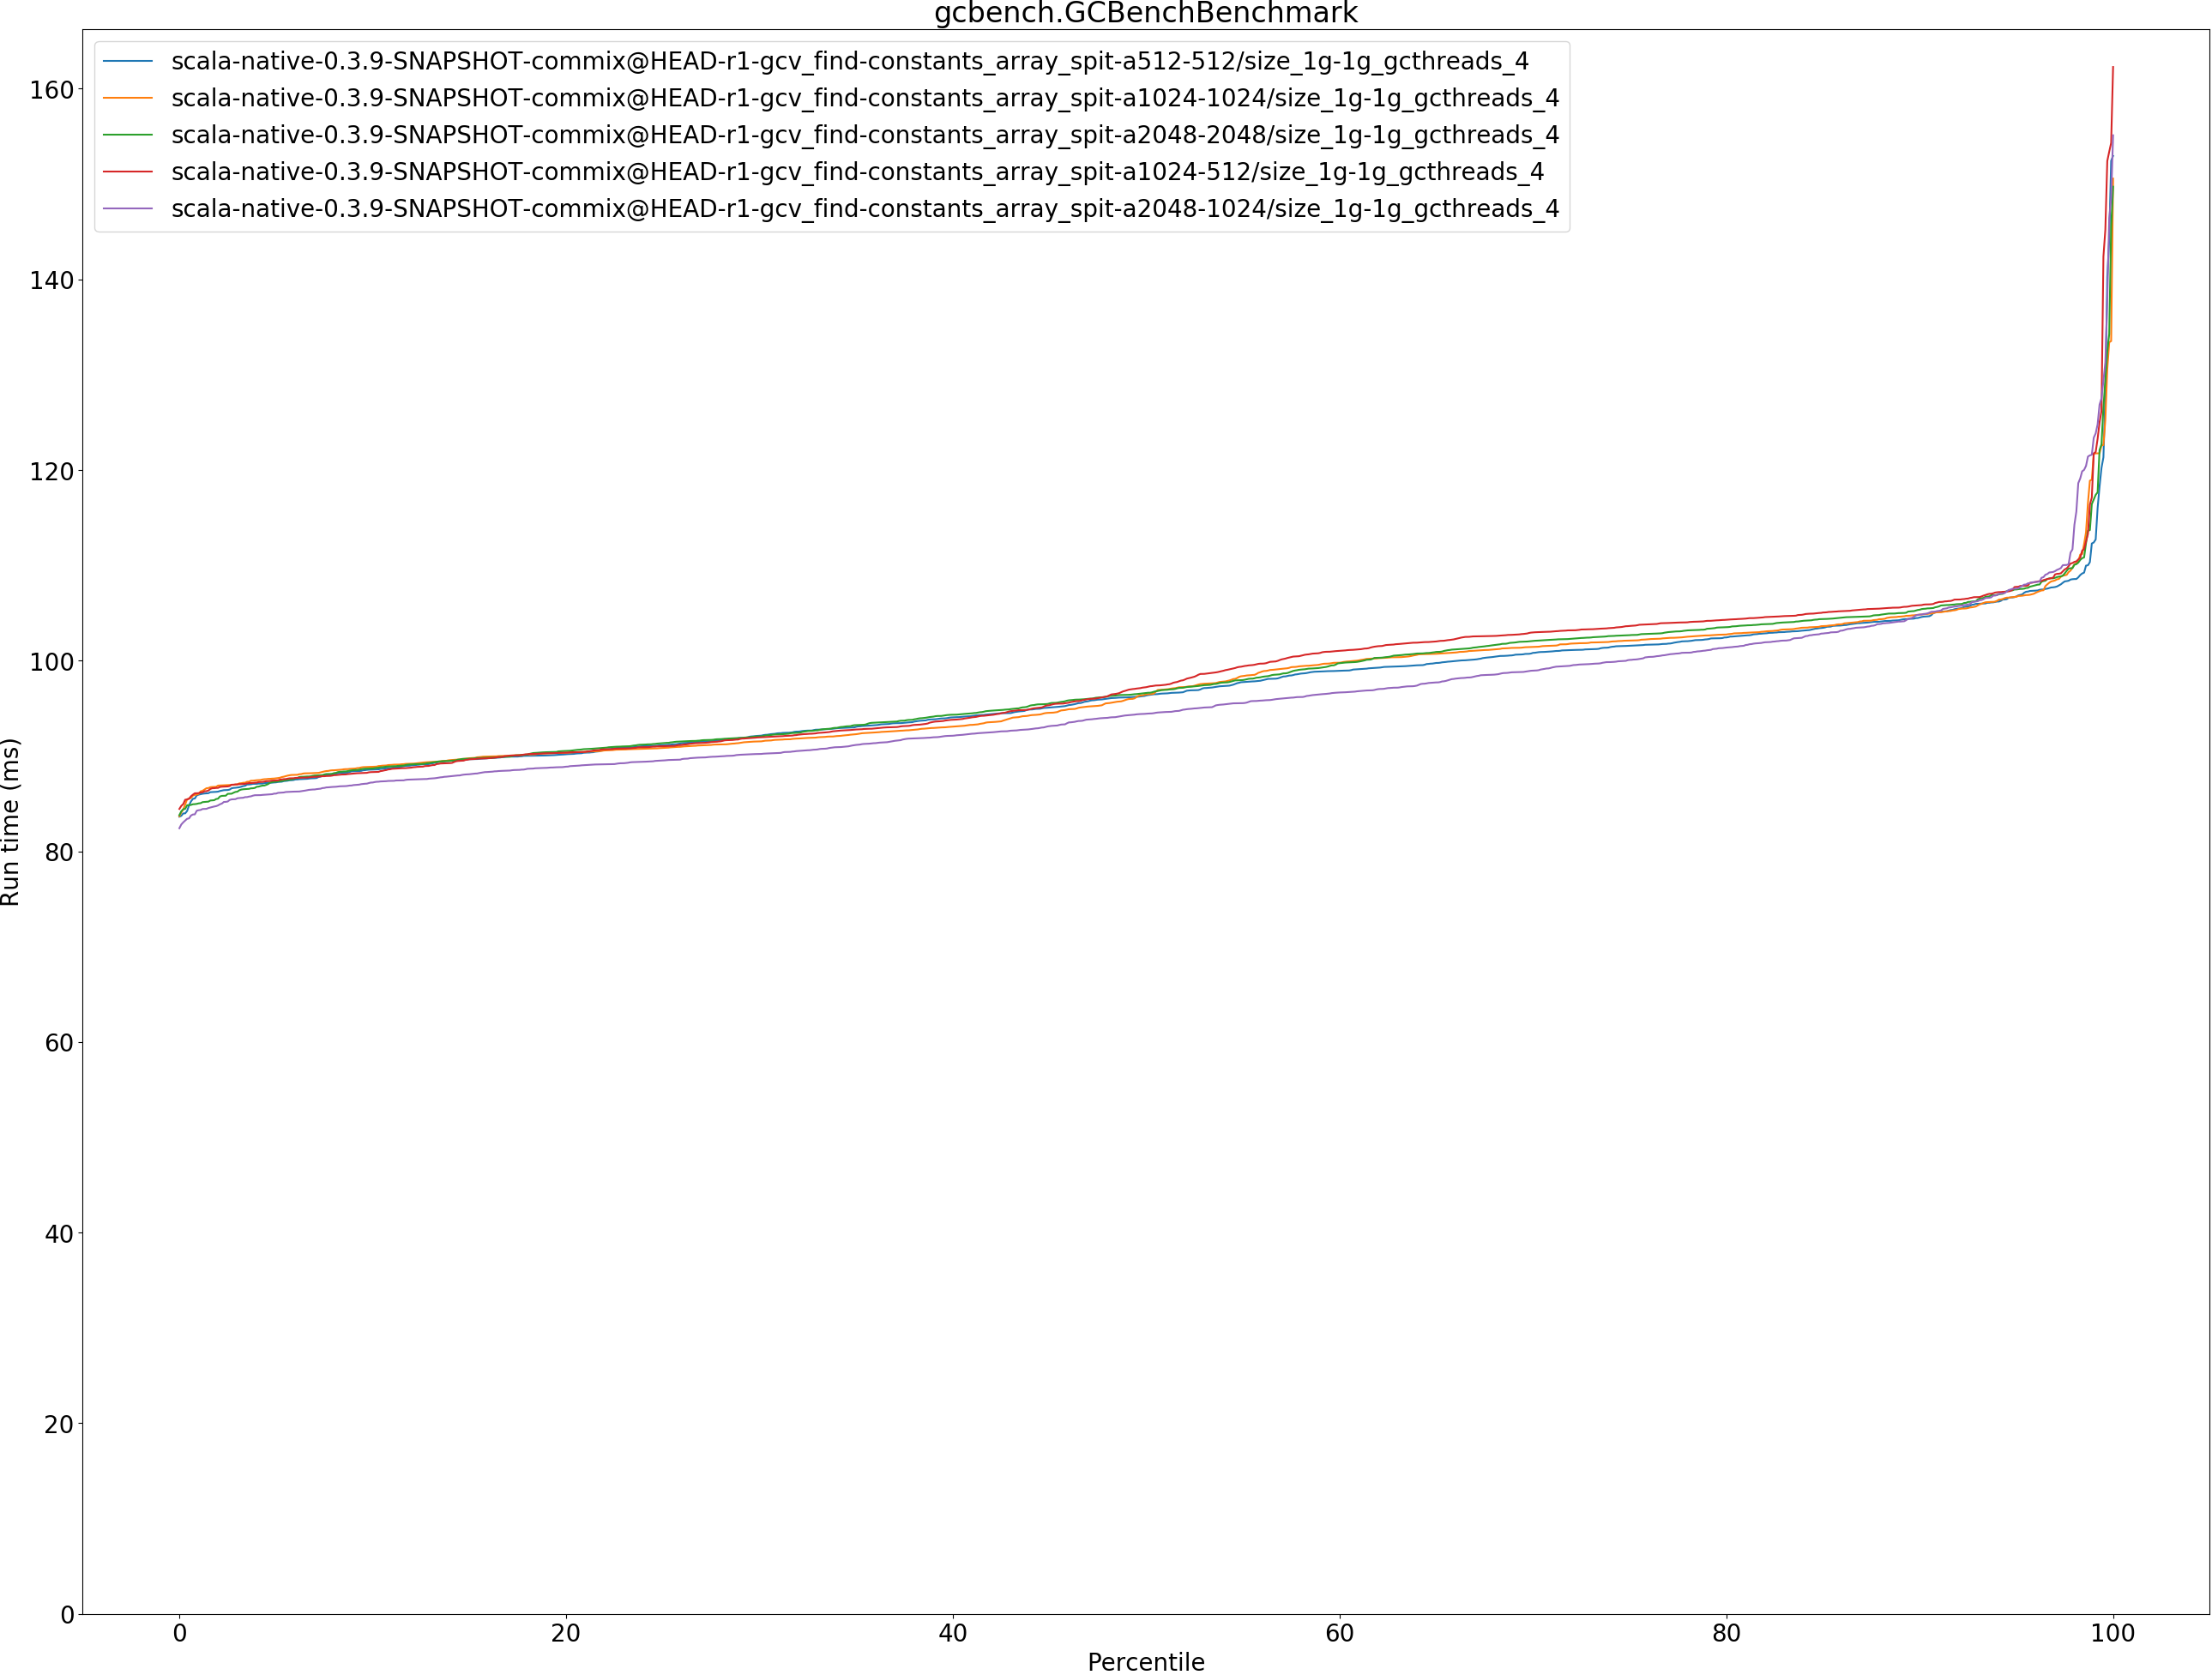 gcbench.GCBenchBenchmark
scala-native-0.3.9-SNAPSHOT-commix@HEAD-r1-gcv_find-constants_array_spit-a512-512/size_1g-1g_gcthreads_4
scala-native-0.3.9-SNAPSHOT-commix@HEAD-r1-gcv_find-constants_array_spit-a1024-1024/size_1g-1g_gcthreads_4
scala-native-0.3.9-SNAPSHOT-commix@HEAD-r1-gcv_find-constants_array_spit-a2048-2048/size_1g-1g_gcthreads_4
scala-native-0.3.9-SNAPSHOT-commix@HEAD-r1-gcv_find-constants_array_spit-a1024-512/size_1g-1g_gcthreads_4
scala-native-0.3.9-SNAPSHOT-commix@HEAD-r1-gcv_find-constants_array_spit-a2048-1024/size_1g-1g_gcthreads_4
160
140
120
100
80
60
40
20
0
Run time (ms)
0 20 40 60 80 100
Percentile